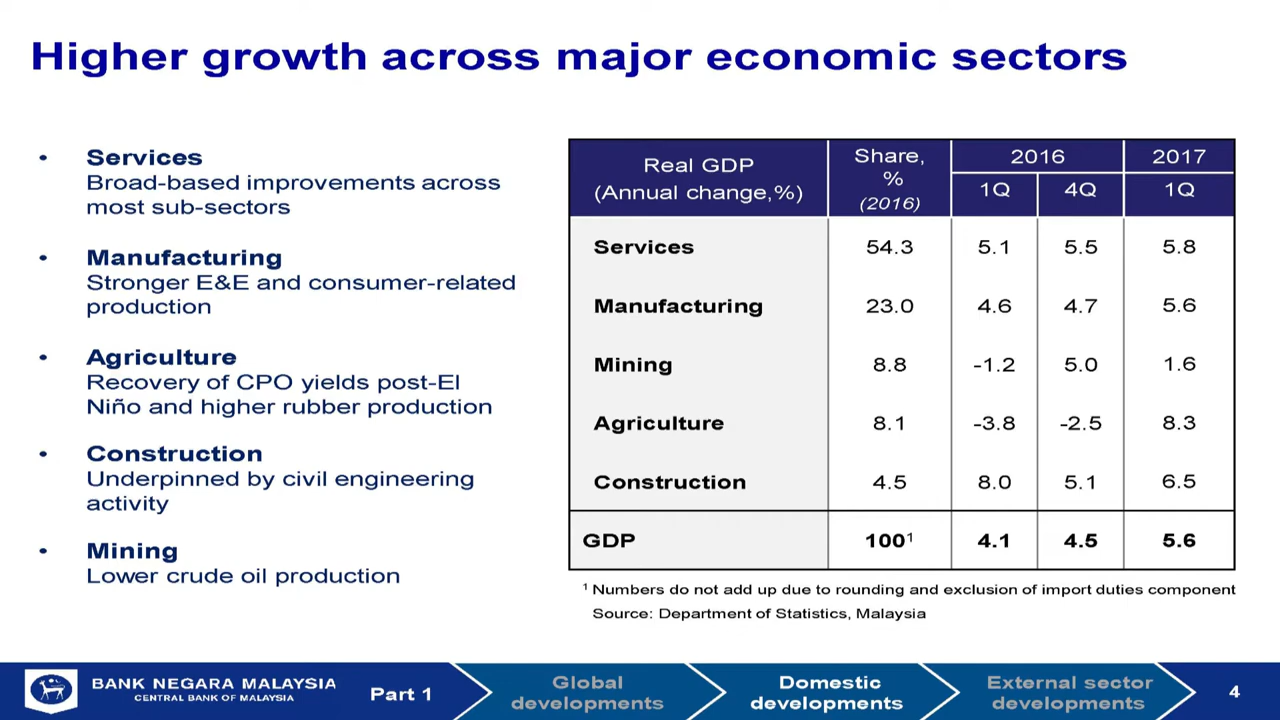 Higher growth across major economic sectors
• Services
Broad-based improvements across
most sub-sectors
• Manufacturing
Stronger E&E and consumer-related
production
• Agriculture
Recovery of CPO yields post-El
Niño and higher rubber production
• Construction
Underpinned by civil engineering
activity
• Mining
Lower crude oil production
Real GDP
(Annual change,%)
Share,
%
(2016)
2016 2017
1Q 4Q 1Q
Services 54.3 5.1 5.5 5.8
Manufacturing 23.0 4.6 4.7 5.6
Mining 8.8 -1.2 5.0 1.6
Agriculture 8.1 -3.8 -2.5 8.3
Construction 4.5 8.0 5.1 6.5
GDP 100¹ 4.1 4.5 5.6
¹ Numbers do not add up due to rounding and exclusion of import duties component
Source: Department of Statistics, Malaysia
BANK NEGARA MALAYSIA
CENTRAL BANK OF MALAYSIA
Part 1
Global
developments
Domestic
developments
External sector
developments
4